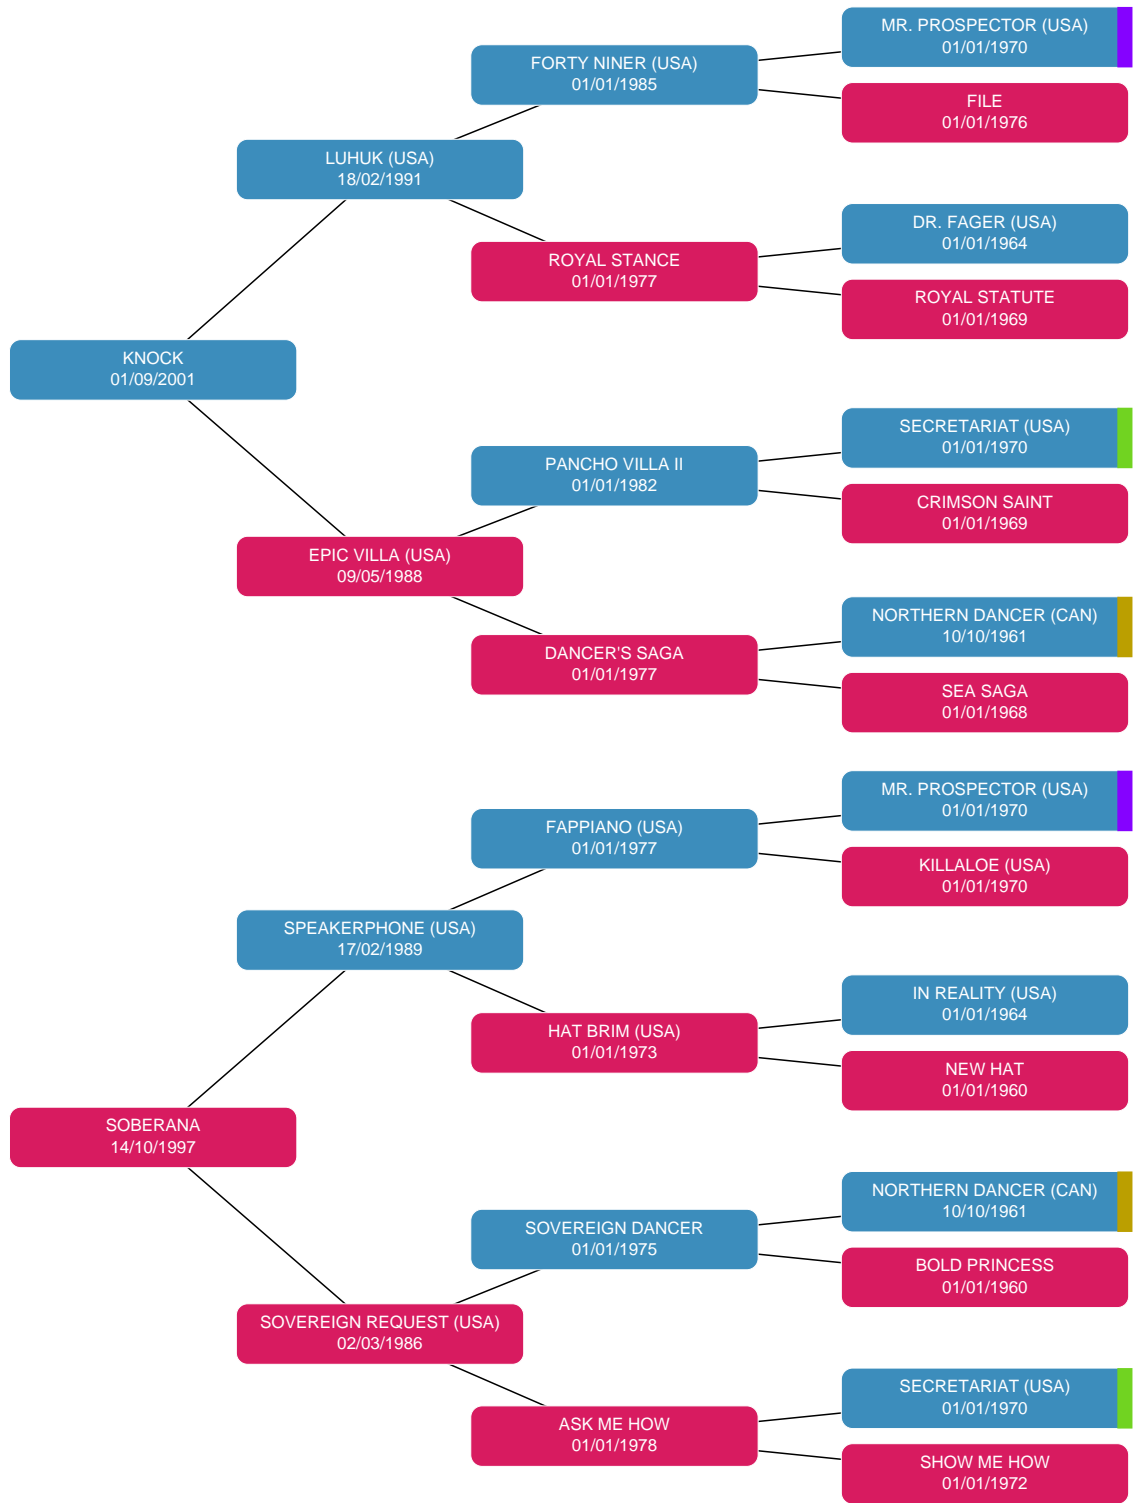 MR. PROSPECTOR (USA)
01/01/1970
FORTY NINER (USA)
01/01/1985
FILE
01/01/1976
LUHUK (USA)
18/02/1991
DR. FAGER (USA)
01/01/1964
ROYAL STANCE
01/01/1977
ROYAL STATUTE
01/01/1969
KNOCK
01/09/2001
SECRETARIAT (USA)
01/01/1970
PANCHO VILLA II
01/01/1982
CRIMSON SAINT
01/01/1969
EPIC VILLA (USA)
09/05/1988
NORTHERN DANCER (CAN)
10/10/1961
DANCER'S SAGA
01/01/1977
SEA SAGA
01/01/1968
MR. PROSPECTOR (USA)
01/01/1970
FAPPIANO (USA)
01/01/1977
KILLALOE (USA)
01/01/1970
SPEAKERPHONE (USA)
17/02/1989
IN REALITY (USA)
01/01/1964
HAT BRIM (USA)
01/01/1973
NEW HAT
01/01/1960
SOBERANA
14/10/1997
NORTHERN DANCER (CAN)
10/10/1961
SOVEREIGN DANCER
01/01/1975
BOLD PRINCESS
01/01/1960
SOVEREIGN REQUEST (USA)
02/03/1986
SECRETARIAT (USA)
01/01/1970
ASK ME HOW
01/01/1978
SHOW ME HOW
01/01/1972